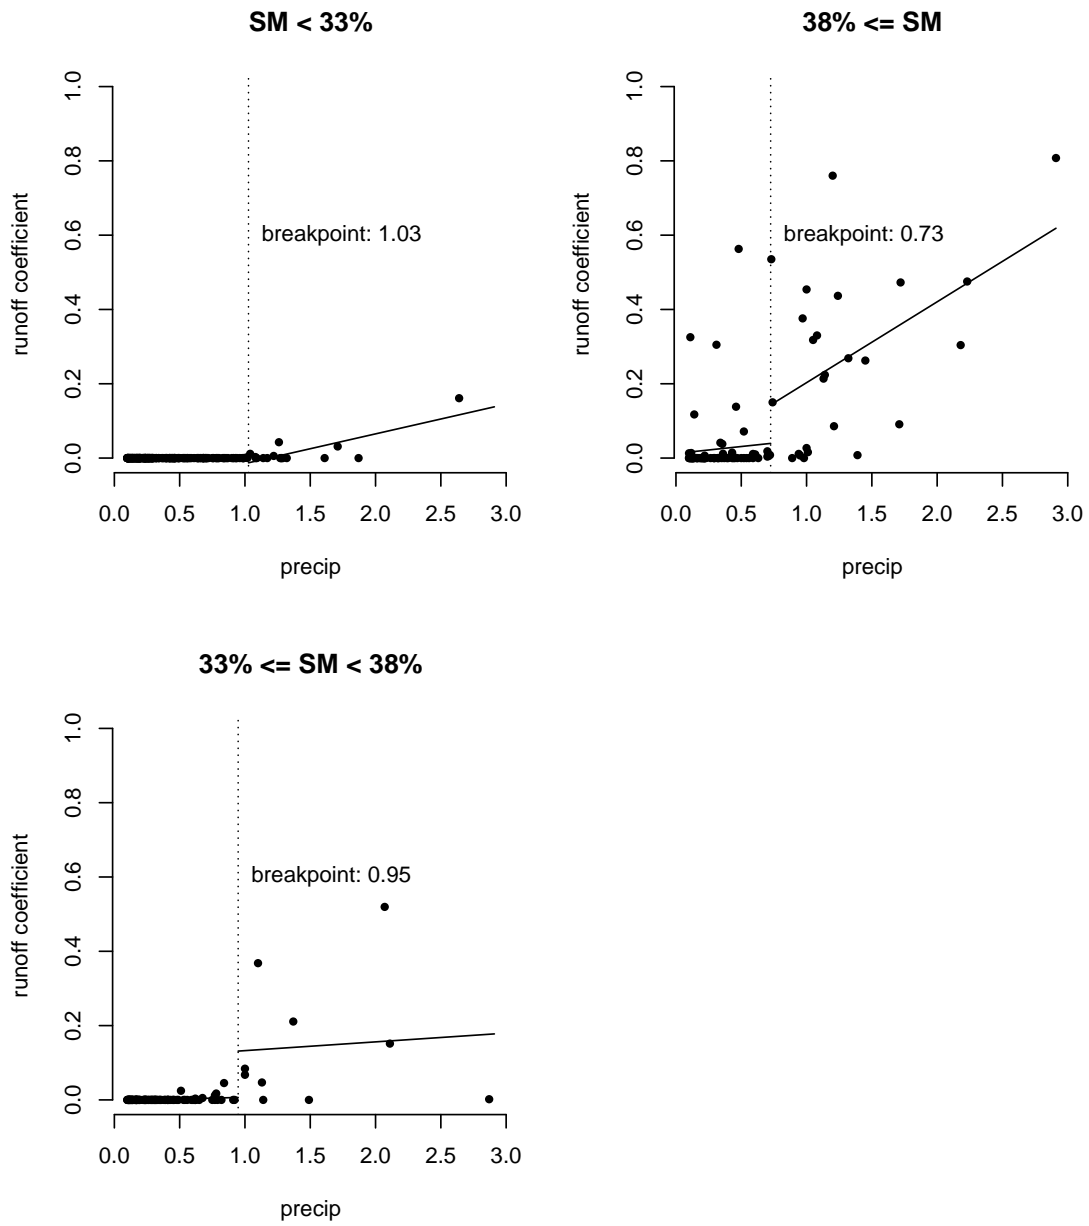 SM < 33%
1.0
0.8
0.6
0.4
0.2
0.0
runoff coefficient
breakpoint: 1.03
0.0 0.5 1.0 1.5 2.0 2.5 3.0
precip
38% <= SM
1.0
0.8
0.6
0.4
0.2
0.0
runoff coefficient
breakpoint: 0.73
0.0 0.5 1.0 1.5 2.0 2.5 3.0
precip
33% <= SM < 38%
1.0
0.8
0.6
0.4
0.2
0.0
runoff coefficient
breakpoint: 0.95
0.0 0.5 1.0 1.5 2.0 2.5 3.0
precip